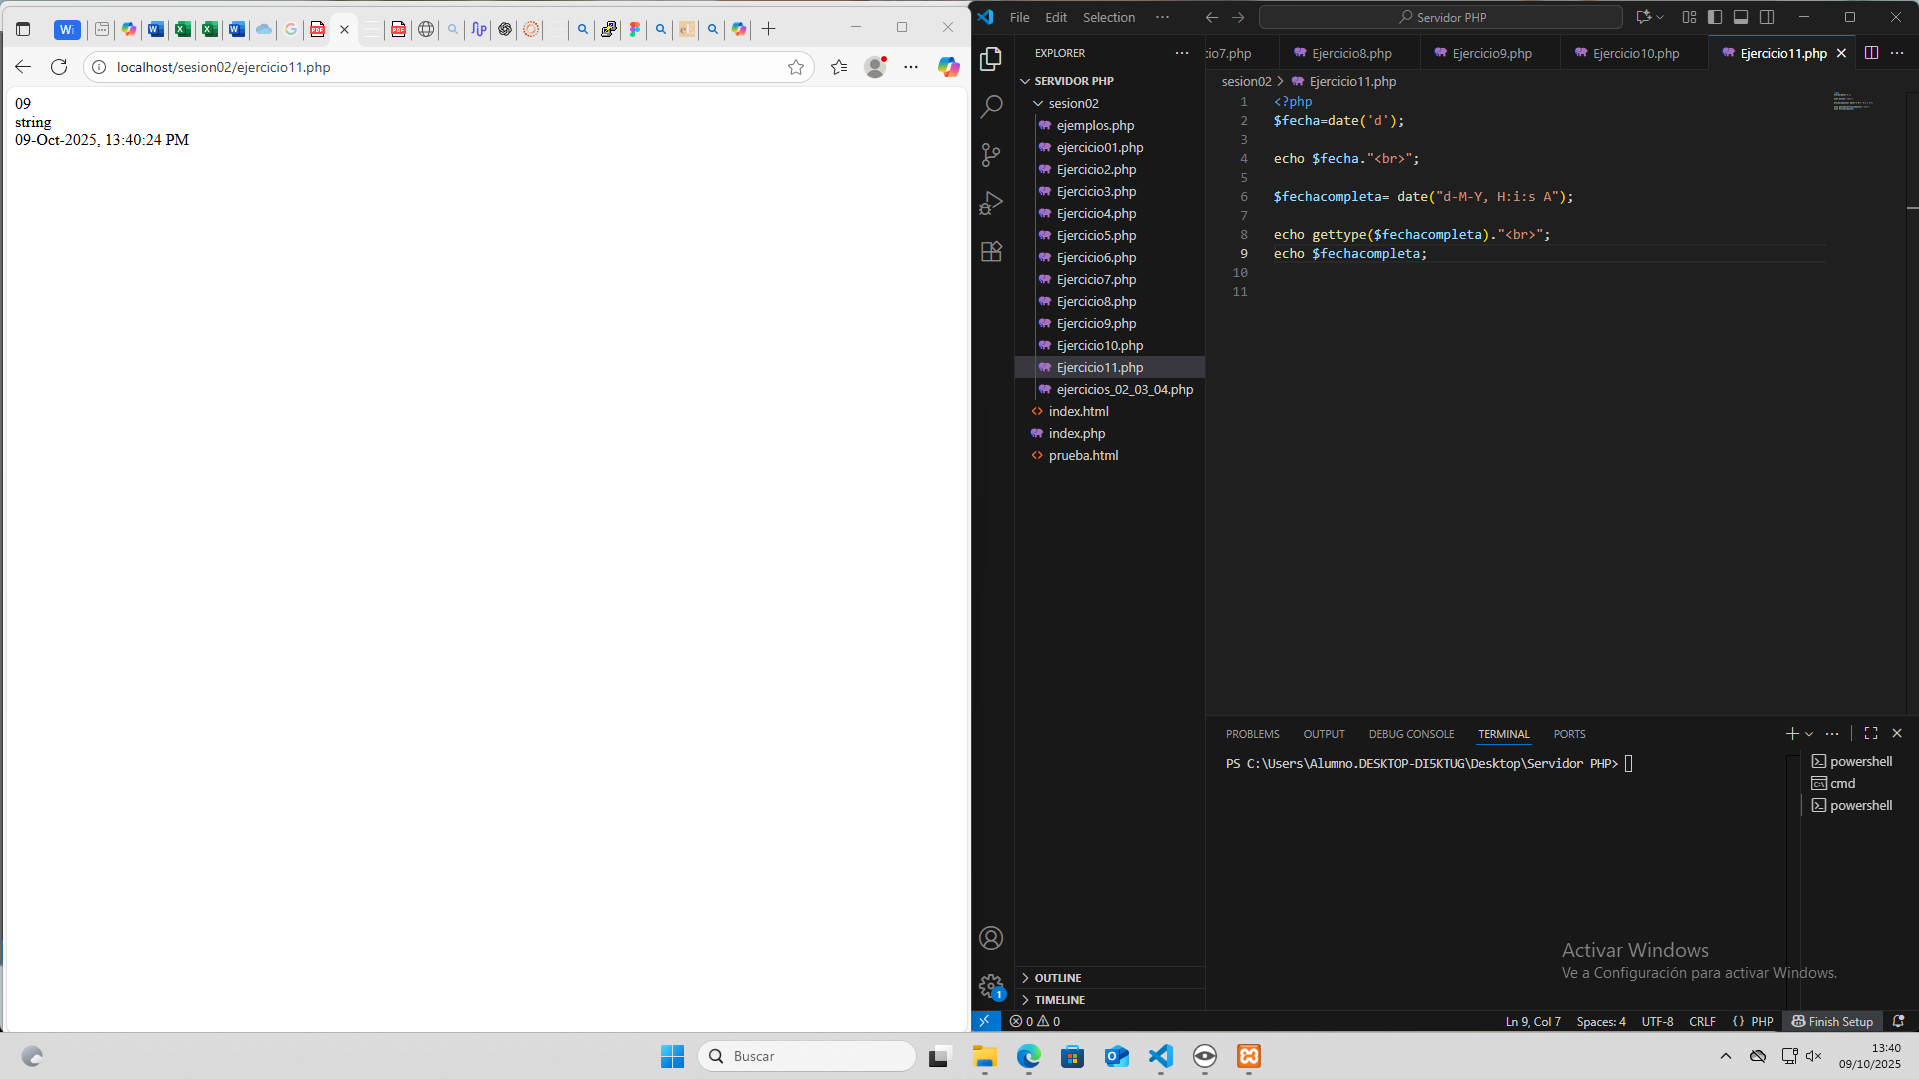 Wi
localhost/sesion02/ejercicio11.php
09
string
09-Oct-2025, 13:40:24 PM
File Edit Selection ···
Servidor PHP
EXPLORER
SERVIDOR PHP
sesion02
ejemplos.php
ejercicio01.php
Ejercicio2.php
Ejercicio3.php
Ejercicio4.php
Ejercicio5.php
Ejercicio6.php
Ejercicio7.php
Ejercicio8.php
Ejercicio9.php
Ejercicio10.php
Ejercicio11.php
ejercicios_02_03_04.php
index.html
index.php
prueba.html
OUTLINE
TIMELINE
cio7.php Ejercicio8.php Ejercicio9.php Ejercicio10.php Ejercicio11.php
sesion02 > Ejercicio11.php
1 <?php
2 $fecha=date('d');
3
4 echo $fecha."<br>";
5
6 $fechacompleta= date("d-M-Y, H:i:s A");
7
8 echo gettype($fechacompleta)."<br>";
9 echo $fechacompleta;
10
11
PROBLEMS OUTPUT DEBUG CONSOLE TERMINAL PORTS
PS C:\Users\Alumno.DESKTOP-DI5KTUG\Desktop\Servidor PHP>
powershell
cmd
powershell
Activar Windows
Ve a Configuración para activar Windows.
1
0 0
Ln 9, Col 7 Spaces: 4 UTF-8 CRLF {} PHP Finish Setup
Buscar
13:40
09/10/2025